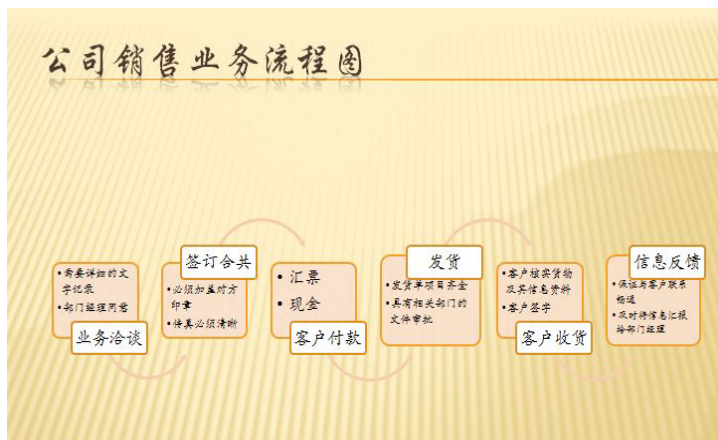 公司销售业务流程图
• 需要详细的文
字记录
• 部门经理同意
业务洽谈
签订合共
• 必须加盖对方
印章
• 传真必须清晰
• 汇票
• 现金
客户付款
发货
• 发货单项目齐全
• 具有相关部门的
文件审批
• 客户核实货物
及其信息资料
• 客户签字
客户收货
信息反馈
• 保证与客户联系
畅通
• 及时将信息汇报
给部门经理